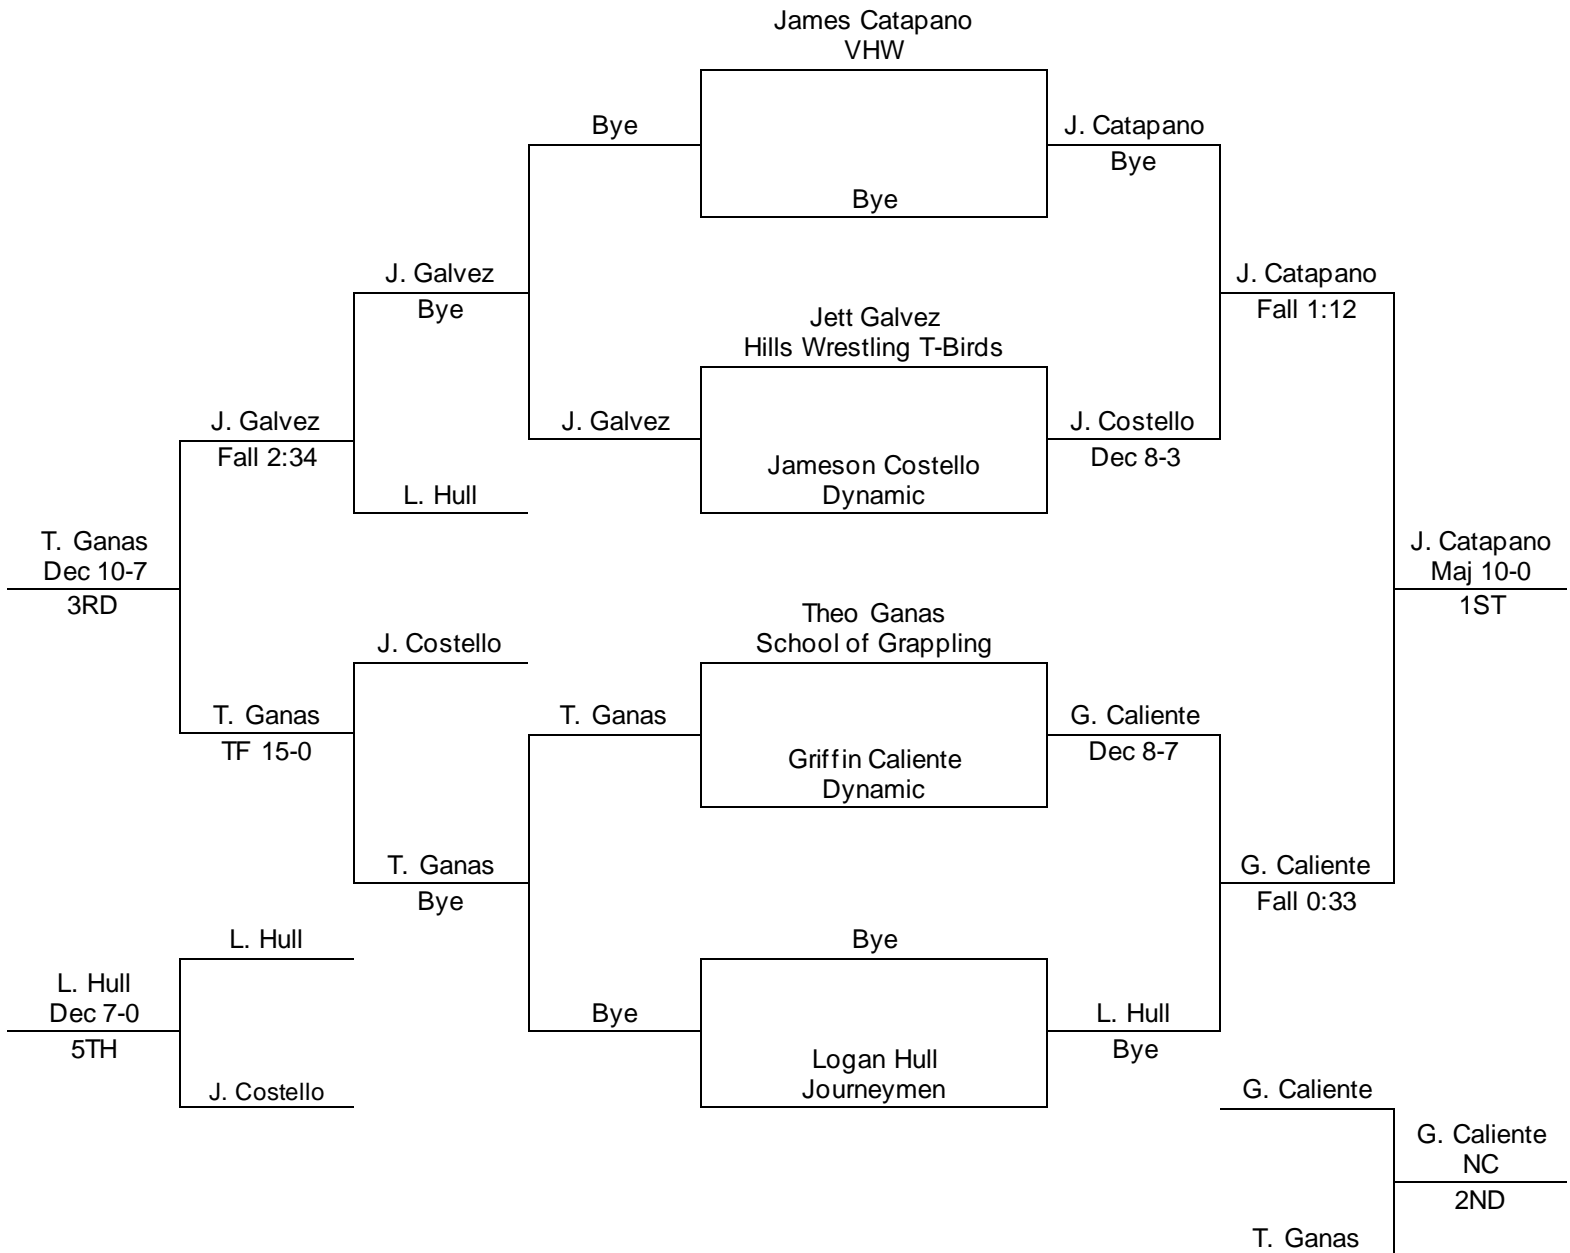 James Catapano
VHW
Bye
J. Catapano
Bye
Bye
J. Galvez
Bye
J. Catapano
Fall 1:12
Jett Galvez
Hills Wrestling T-Birds
J. Galvez
Fall 2:34
J. Galvez
J. Costello
Dec 8-3
Jameson Costello
Dynamic
L. Hull
T. Ganas
Dec 10-7
3RD
J. Catapano
Maj 10-0
1ST
Theo Ganas
School of Grappling
J. Costello
T. Ganas
TF 15-0
T. Ganas
G. Caliente
Dec 8-7
Griffin Caliente
Dynamic
T. Ganas
Bye
G. Caliente
Fall 0:33
L. Hull
Bye
L. Hull
Dec 7-0
5TH
Bye
L. Hull
Bye
Logan Hull
Journeymen
J. Costello
G. Caliente
G. Caliente
NC
2ND
T. Ganas